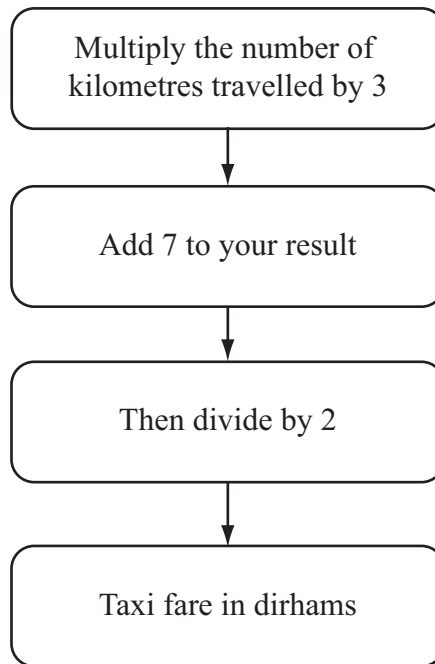 Multiply the number of
kilometres travelled by 3
Add 7 to your result
Then divide by 2
Taxi fare in dirhams